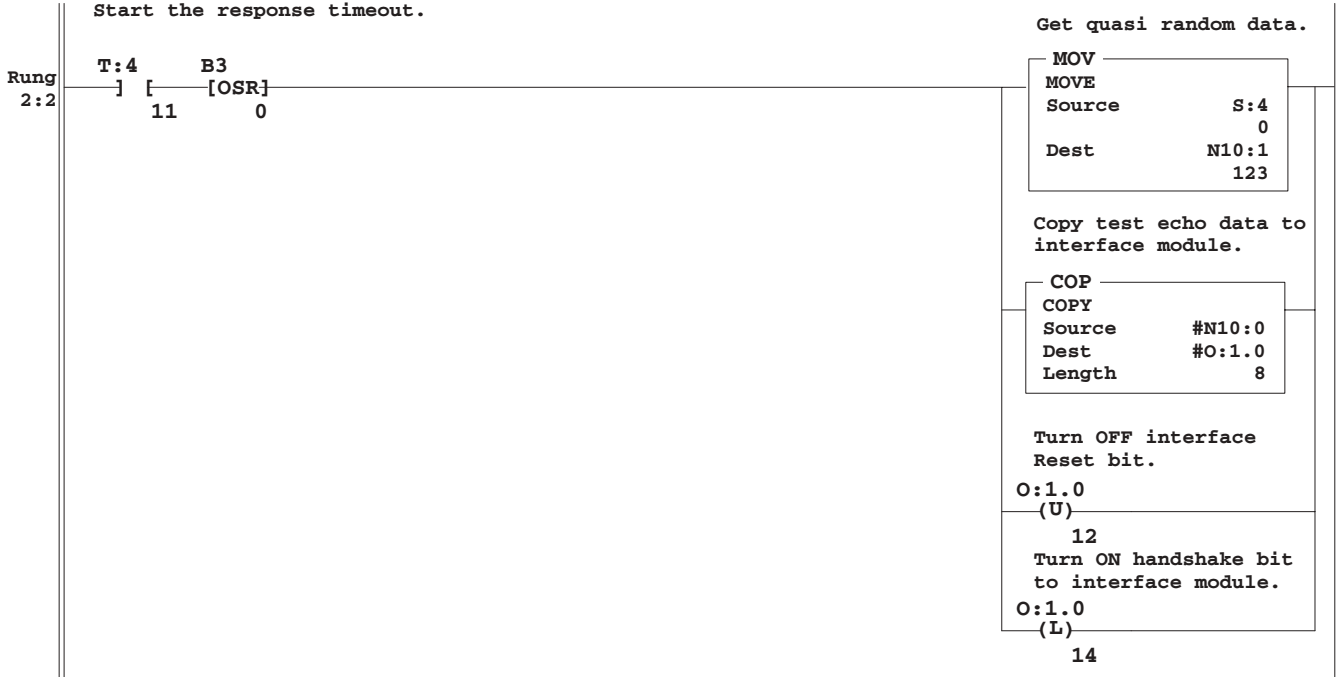 Start the response timeout.
Get quasi random data.
Rung
2:2
T:4 B3
] [ [OSR]
11 0
MOV
MOVE
Source S:4
0
Dest N10:1
123
Copy test echo data to
interface module.
COP
COPY
Source #N10:0
Dest #O:1.0
Length 8
Turn OFF interface
Reset bit.
O:1.0
(U)
12
Turn ON handshake bit
to interface module.
O:1.0
(L)
14